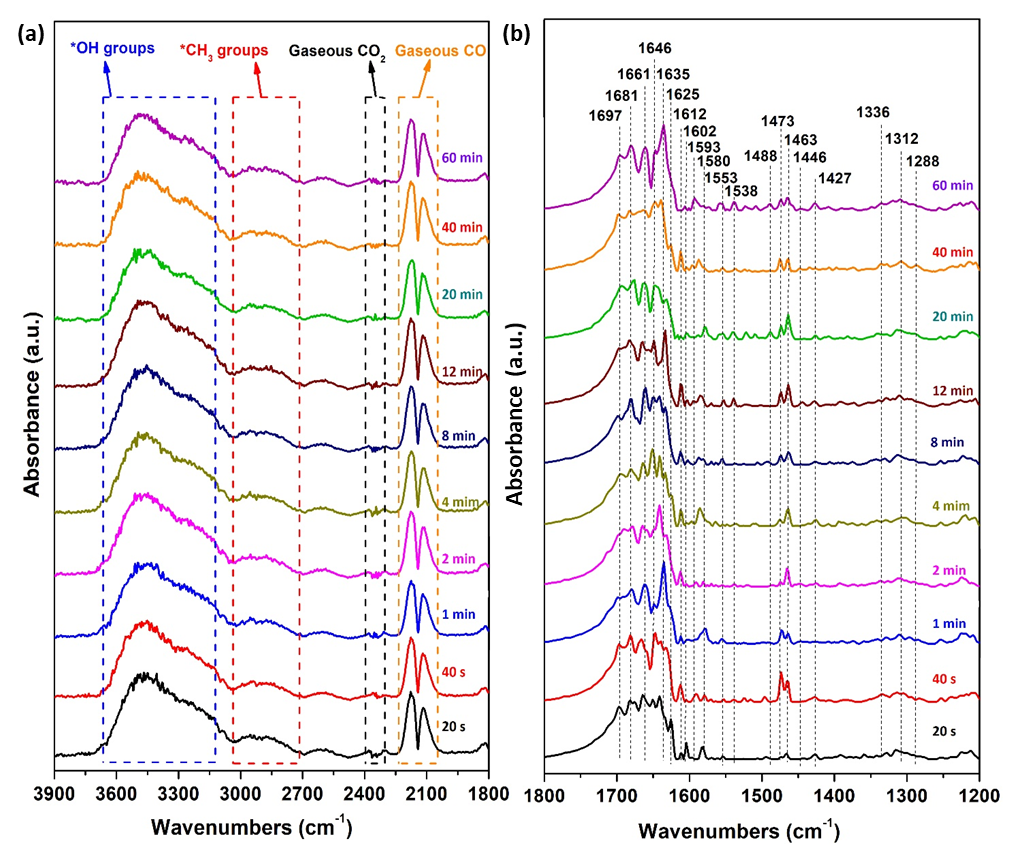 (a)
*OH groups
*CH3 groups
Gaseous CO2
Gaseous CO
60 min
40 min
20 min
12 min
8 min
4 mim
2 min
1 min
40 s
20 s
3900 3600 3300 3000 2700 2400 2100 1800
Wavenumbers (cm-1)
Absorbance (a.u.)
(b)
1646
1661 1635
1681 1625
1697 1612
1602
1593
1580
1553
1538
1473
1463
1488 1446
1427
1336
1312
1288
60 min
40 min
20 min
12 min
8 min
4 mim
2 min
1 min
40 s
20 s
1800 1700 1600 1500 1400 1300 1200
Wavenumbers (cm-1)
Absorbance (a.u.)